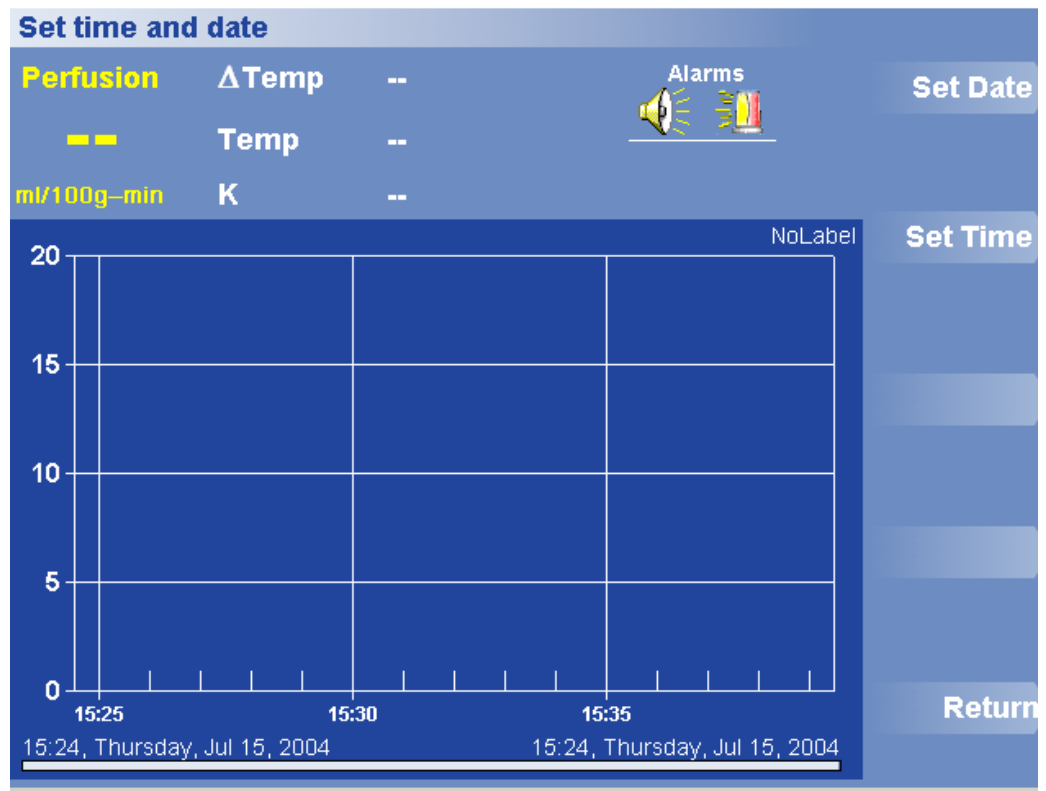 Set time and date
Perfusion ΔTemp -- Alarms Set Date
-- Temp --
ml/100g–min K --
NoLabel Set Time
20
15
10
5
0
15:25 15:30 15:35 Return
15:24, Thursday, Jul 15, 2004 15:24, Thursday, Jul 15, 2004